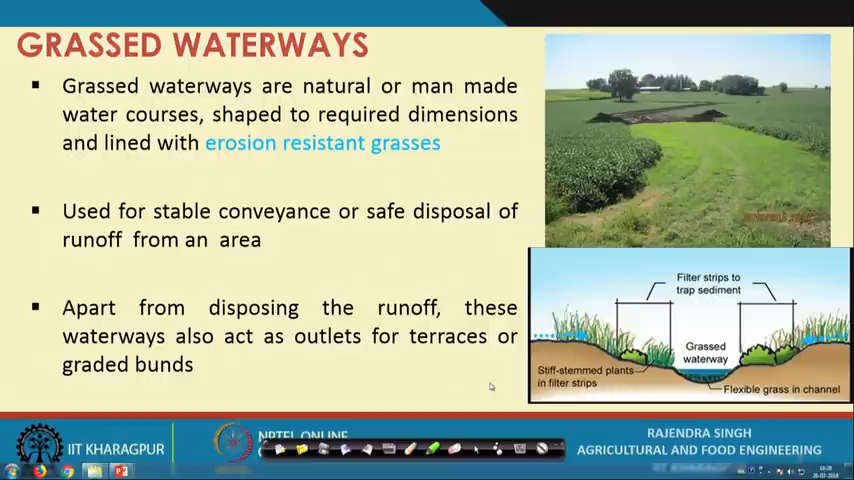 GRASSED WATERWAYS
▪ Grassed waterways are natural or man made
water courses, shaped to required dimensions
and lined with erosion resistant grasses
▪ Used for stable conveyance or safe disposal of
runoff from an area
▪ Apart from disposing the runoff, these
waterways also act as outlets for terraces or
graded bunds
Filter strips to
trap sediment
Grassed
waterway
Stiff-stemmed plants
in filter strips
Flexible grass in channel
IIT KHARAGPUR
NPTEL ONLINE
RAJENDRA SINGH
AGRICULTURAL AND FOOD ENGINEERING